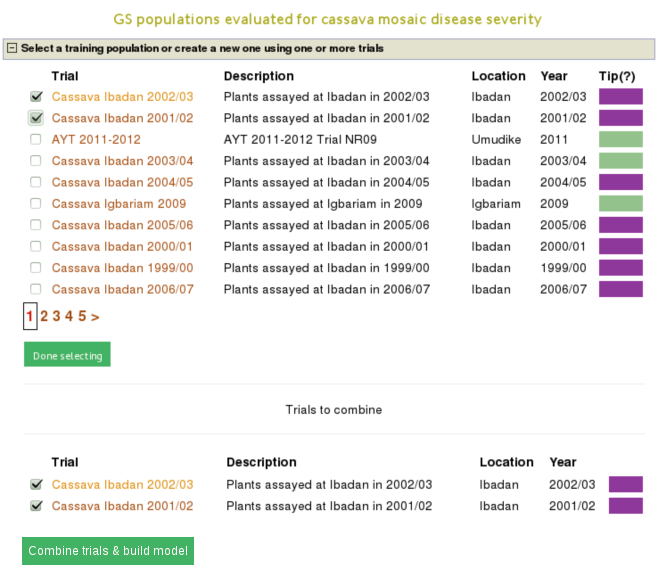 GS populations evaluated for cassava mosaic disease severity
Select a training population or create a new one using one or more trials
Trial Description Location Year Tip(?)
Cassava Ibadan 2002/03 Plants assayed at Ibadan in 2002/03 Ibadan 2002/03
Cassava Ibadan 2001/02 Plants assayed at Ibadan in 2001/02 Ibadan 2001/02
AYT 2011-2012 AYT 2011-2012 Trial NR09 Umudike 2011
Cassava Ibadan 2003/04 Plants assayed at Ibadan in 2003/04 Ibadan 2003/04
Cassava Ibadan 2004/05 Plants assayed at Ibadan in 2004/05 Ibadan 2004/05
Cassava Igbariam 2009 Plants assayed at Igbariam in 2009 Igbariam 2009
Cassava Ibadan 2005/06 Plants assayed at Ibadan in 2005/06 Ibadan 2005/06
Cassava Ibadan 2000/01 Plants assayed at Ibadan in 2000/01 Ibadan 2000/01
Cassava Ibadan 1999/00 Plants assayed at Ibadan in 1999/00 Ibadan 1999/00
Cassava Ibadan 2006/07 Plants assayed at Ibadan in 2006/07 Ibadan 2006/07
1 2 3 4 5 >
Done selecting
Trials to combine
Trial Description Location Year
Cassava Ibadan 2002/03 Plants assayed at Ibadan in 2002/03 Ibadan 2002/03
Cassava Ibadan 2001/02 Plants assayed at Ibadan in 2001/02 Ibadan 2001/02
Combine trials & build model